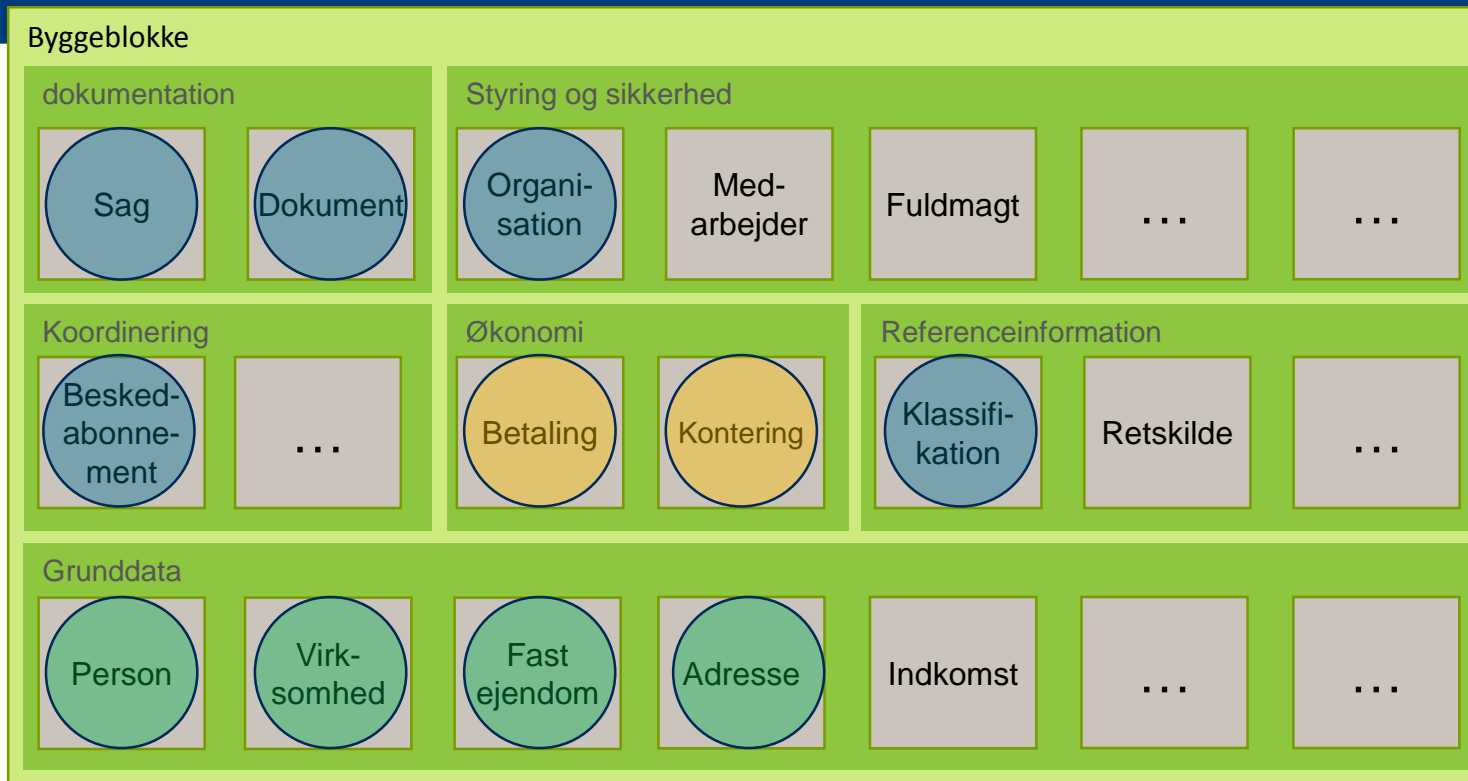 Byggeblokke
dokumentation
Sag
Dokument
Styring og sikkerhed
Organi-
sation
Med-
arbejder
Fuldmagt
...
...
Koordinering
Besked-
abonne-
ment
...
Økonomi
Betaling
Kontering
Referenceinformation
Klassifi-
kation
Retskilde
...
Grunddata
Person
Virk-
somhed
Fast
ejendom
Adresse
Indkomst
...
...